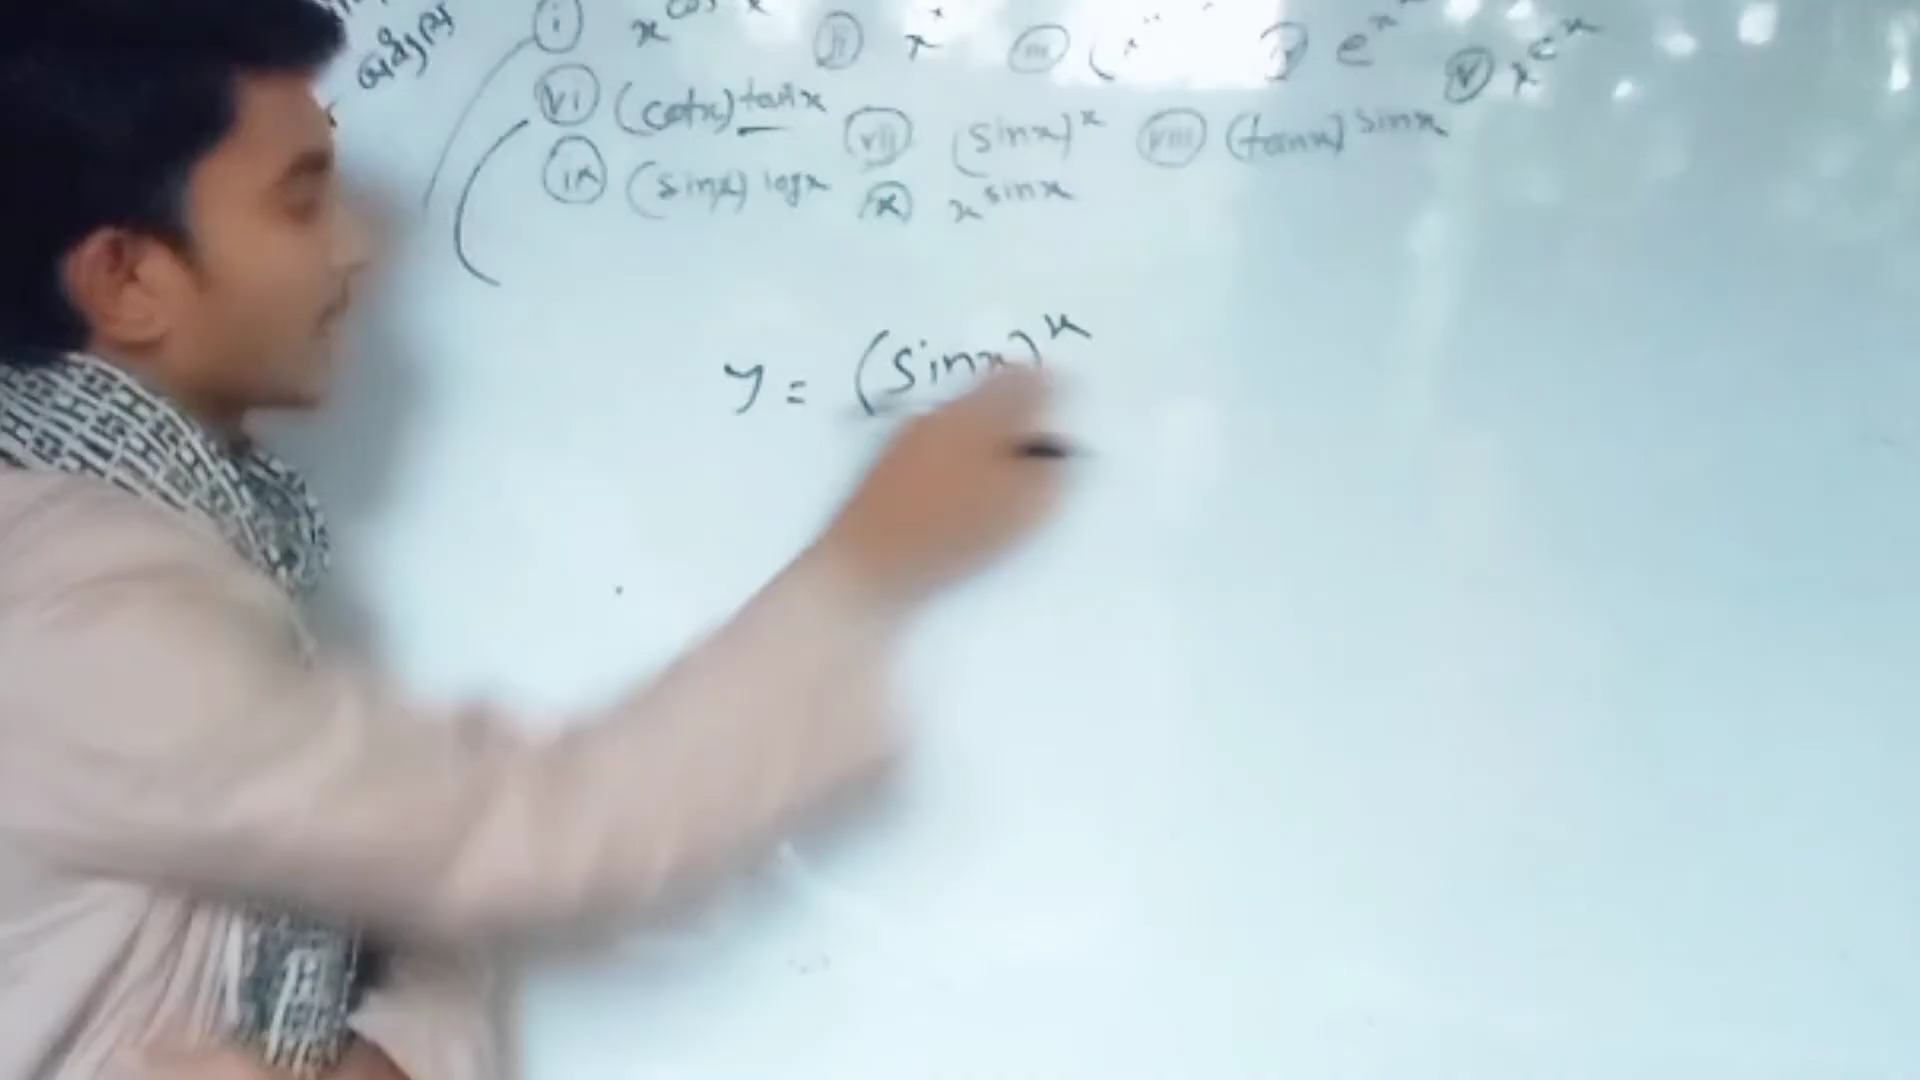 i x^cos x ii x^x iii (x iv e^x^x v x^e^x
vi (cotx)^tanx vii (sinx)^x viii (tanx)^sinx
ix (sinx)^logx x x^sinx
y = (sinx)^x